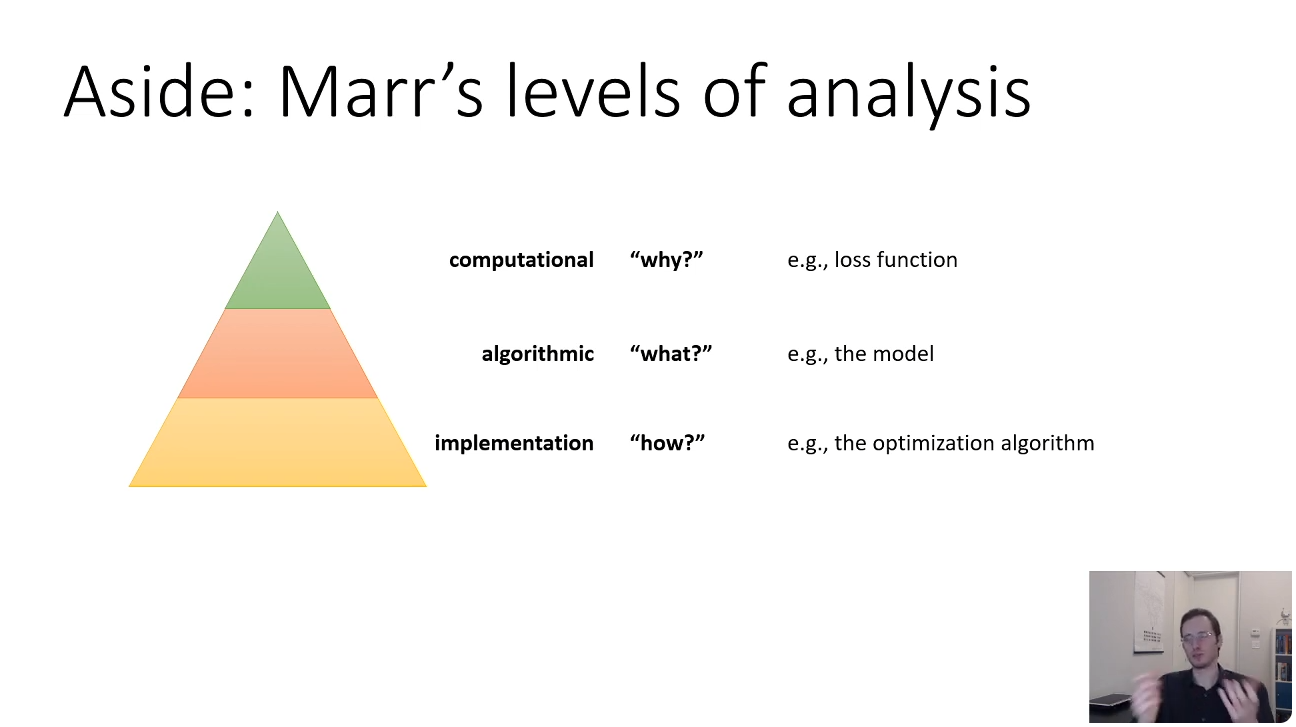 Aside: Marr’s levels of analysis
computational “why?” e.g., loss function
algorithmic “what?” e.g., the model
implementation “how?” e.g., the optimization algorithm